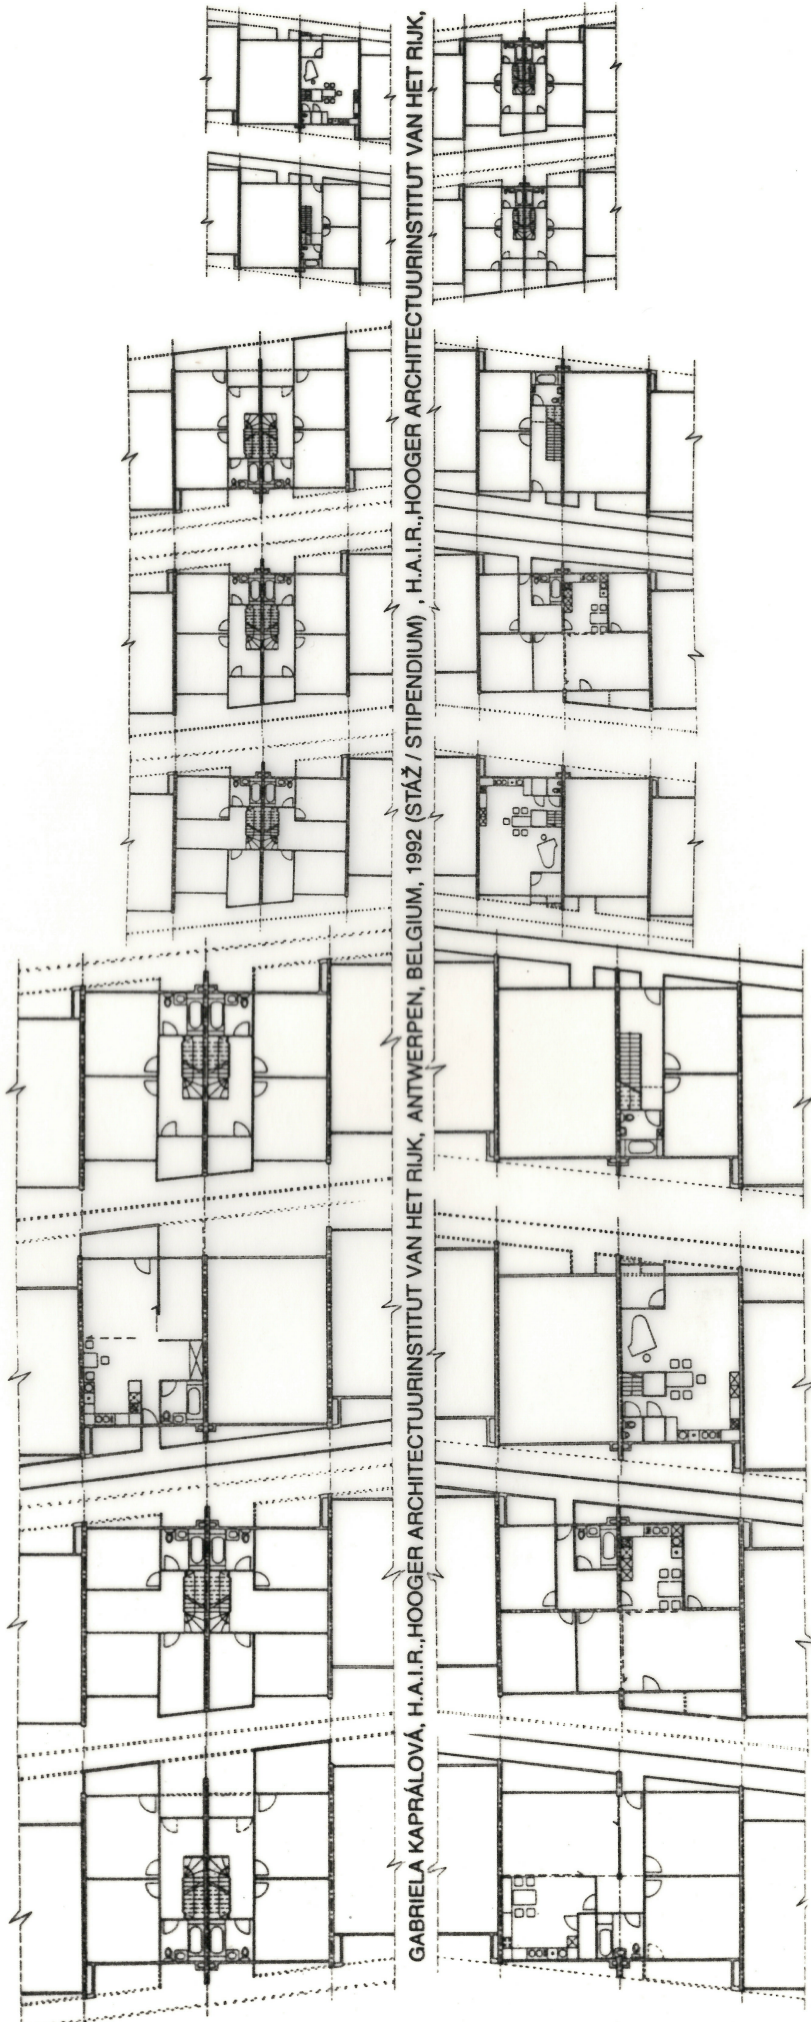 GABRIELA KAPRÁLOVÁ, H.A.I.R.,HOOGER ARCHITECTUURINSTITUT VAN HET RIJK, ANTWERPEN, BELGIUM, 1992 (STÁŽ / STIPENDIUM) , H.A.I.R.,HOOGER ARCHITECTUURINSTITUT VAN HET RIJK,